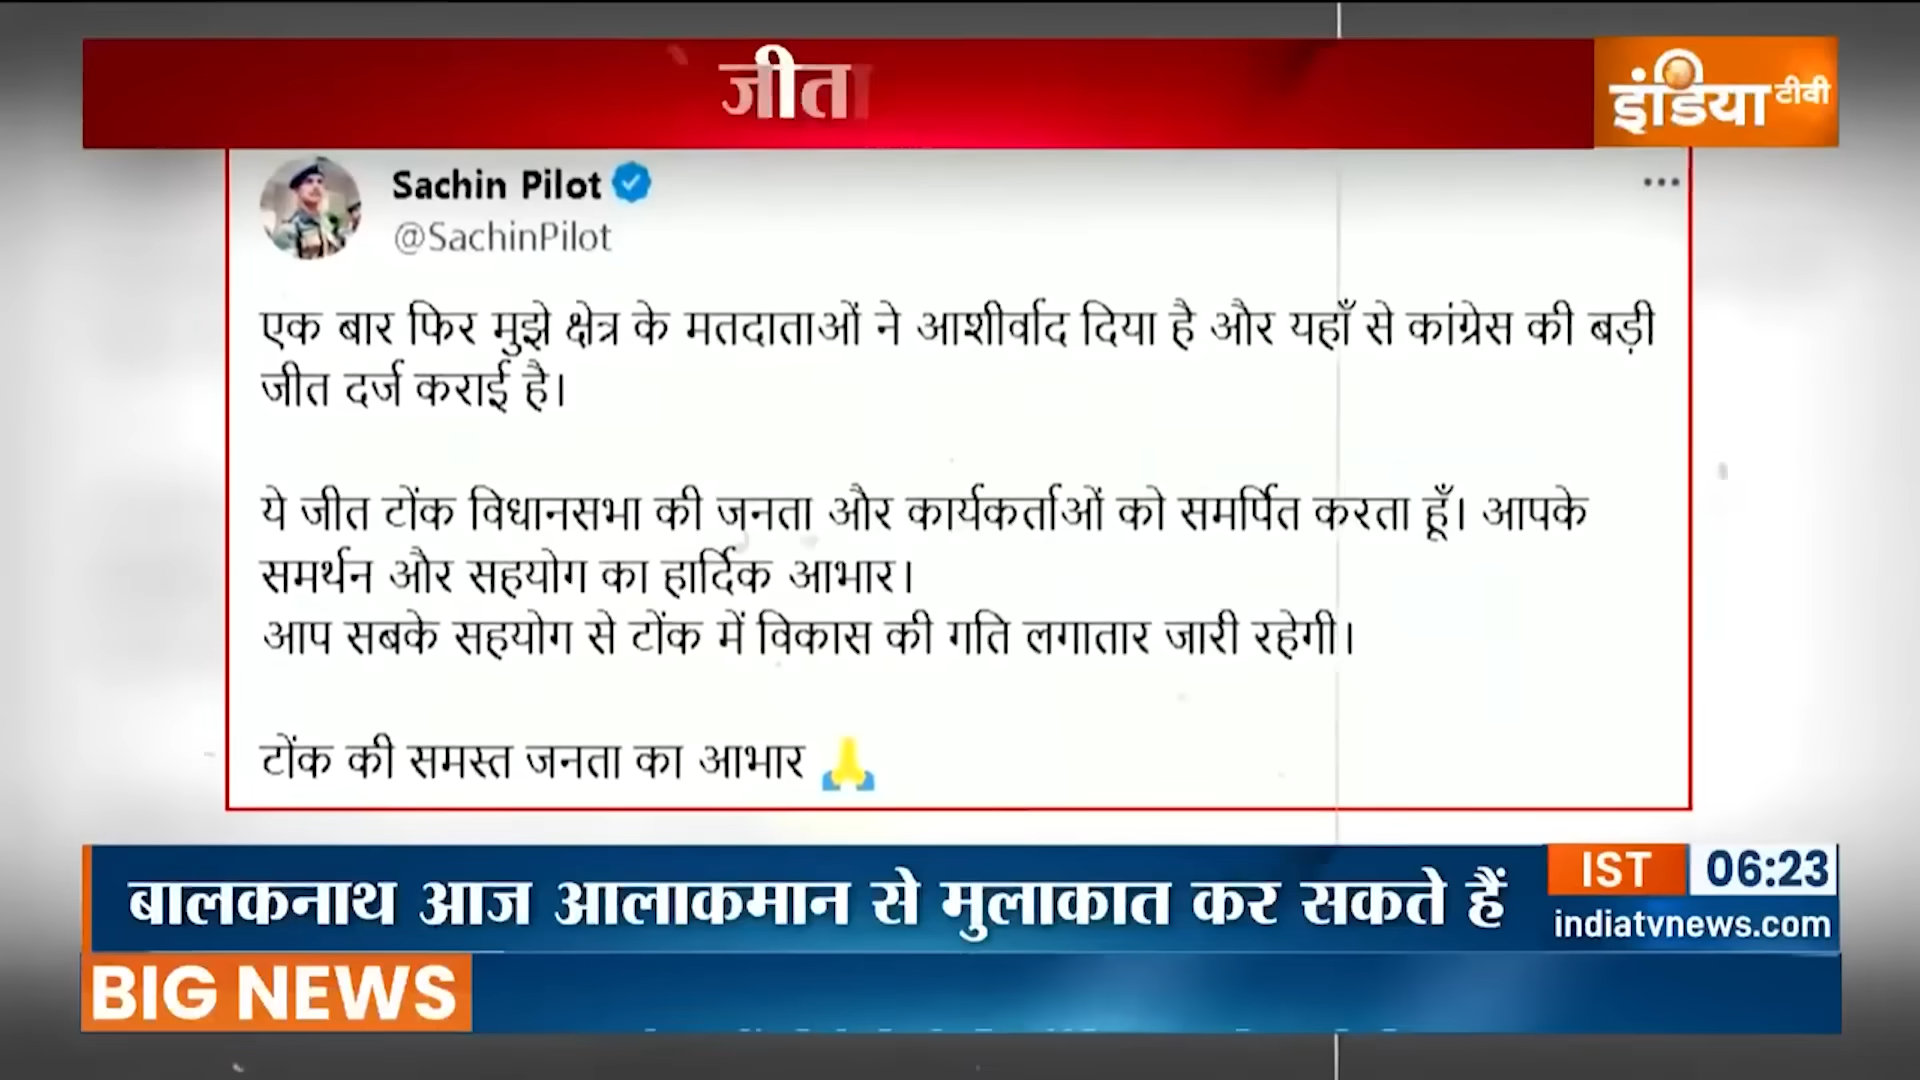 जीत
इंडिया टीवी
Sachin Pilot
@SachinPilot
एक बार फिर मुझे क्षेत्र के मतदाताओं ने आशीर्वाद दिया है और यहाँ से कांग्रेस की बड़ी
जीत दर्ज कराई है।
ये जीत टोंक विधानसभा की जनता और कार्यकर्ताओं को समर्पित करता हूँ। आपके
समर्थन और सहयोग का हार्दिक आभार।
आप सबके सहयोग से टोंक में विकास की गति लगातार जारी रहेगी।
टोंक की समस्त जनता का आभार 🙏
बालकनाथ आज आलाकमान से मुलाकात कर सकते हैं
IST 06:23
indiatvnews.com
BIG NEWS